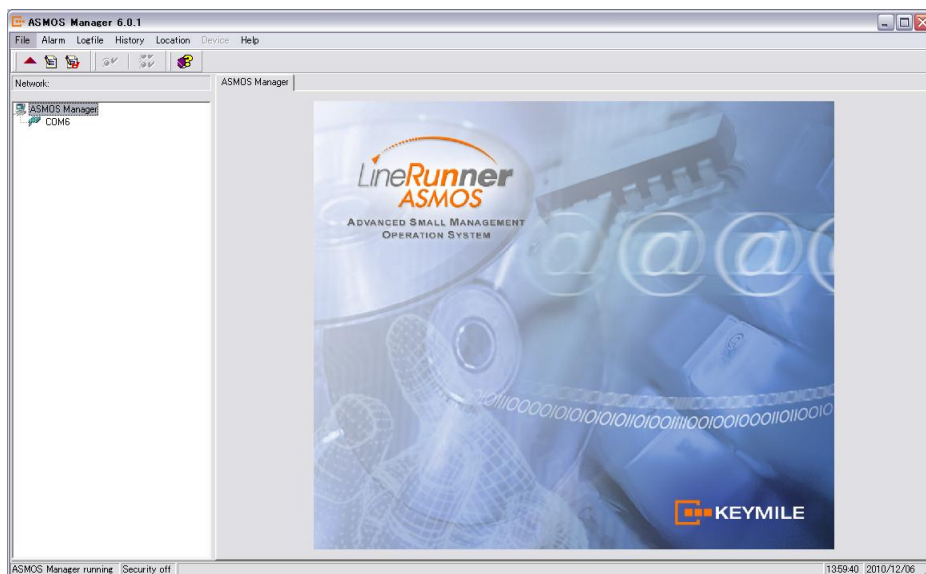 ASMOS Manager 6.0.1
File Alarm Logfile History Location Device Help
Network:
ASMOS Manager
ASMOS Manager
COM6
LineRunner
ASMOS
ADVANCED SMALL MANAGEMENT
OPERATION SYSTEM
@@@@
KEYMILE
ASMOS Manager running Security off 13:59:40 2010/12/06